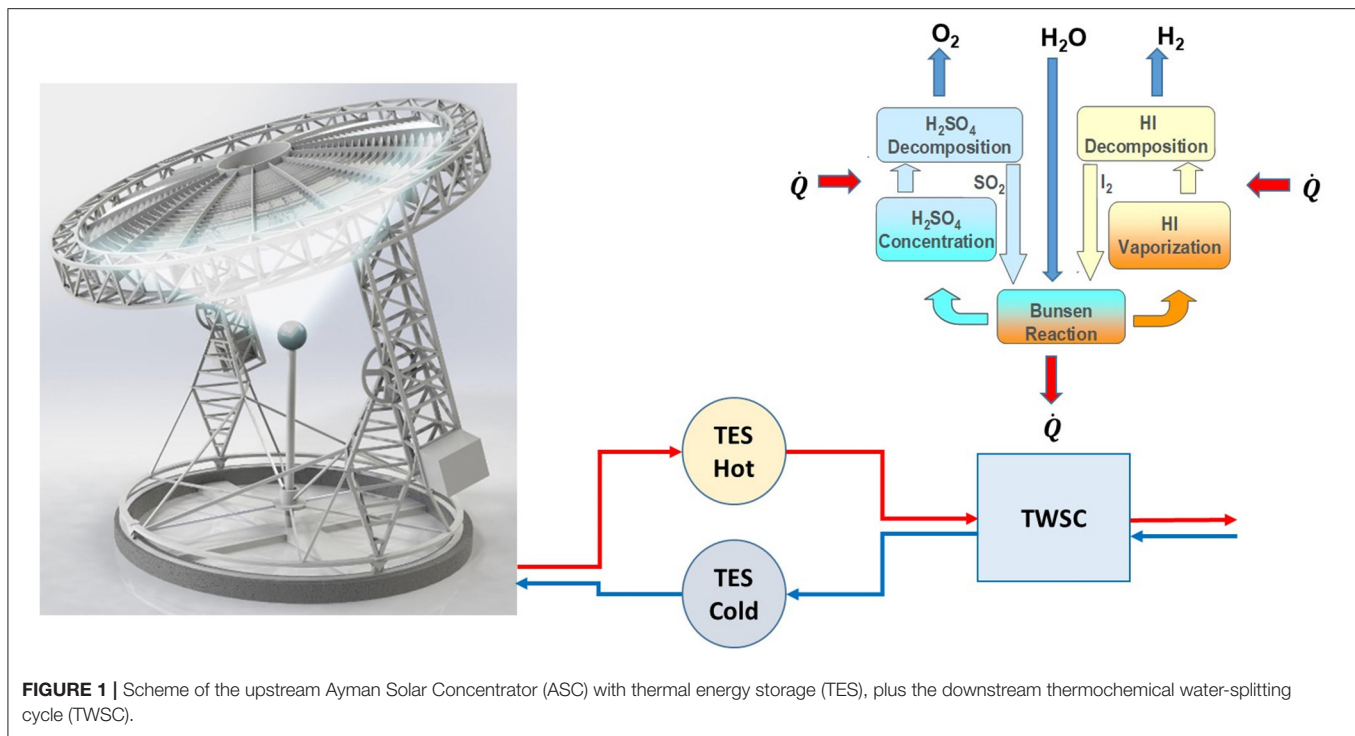 O₂ H₂O H₂
H₂SO₄
Decomposition
HI
Decomposition
Q̇
SO₂
I₂
Q̇
H₂SO₄
Concentration
HI
Vaporization
Bunsen
Reaction
Q̇
TES
Hot
TWSC
TES
Cold
FIGURE 1 | Scheme of the upstream Ayman Solar Concentrator (ASC) with thermal energy storage (TES), plus the downstream thermochemical water-splitting
cycle (TWSC).